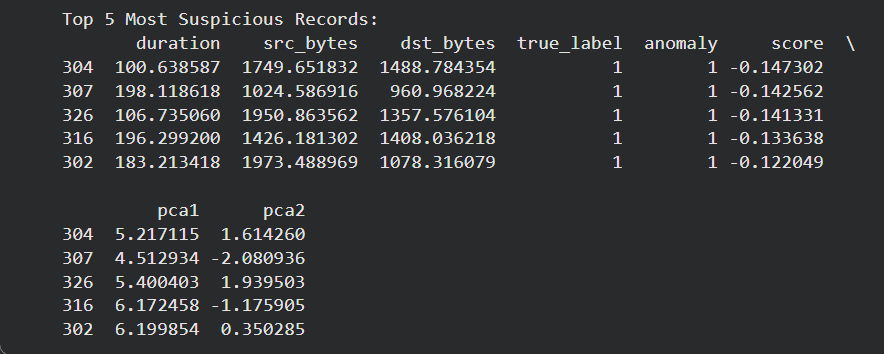 Top 5 Most Suspicious Records:
       duration    src_bytes    dst_bytes  true_label  anomaly     score  \
304  100.638587  1749.651832  1488.784354           1        1 -0.147302
307  198.118618  1024.586916   960.968224           1        1 -0.142562
326  106.735060  1950.863562  1357.576104           1        1 -0.141331
316  196.299200  1426.181302  1408.036218           1        1 -0.133638
302  183.213418  1973.488969  1078.316079           1        1 -0.122049
         pca1      pca2
304  5.217115  1.614260
307  4.512934 -2.080936
326  5.400403  1.939503
316  6.172458 -1.175905
302  6.199854  0.350285